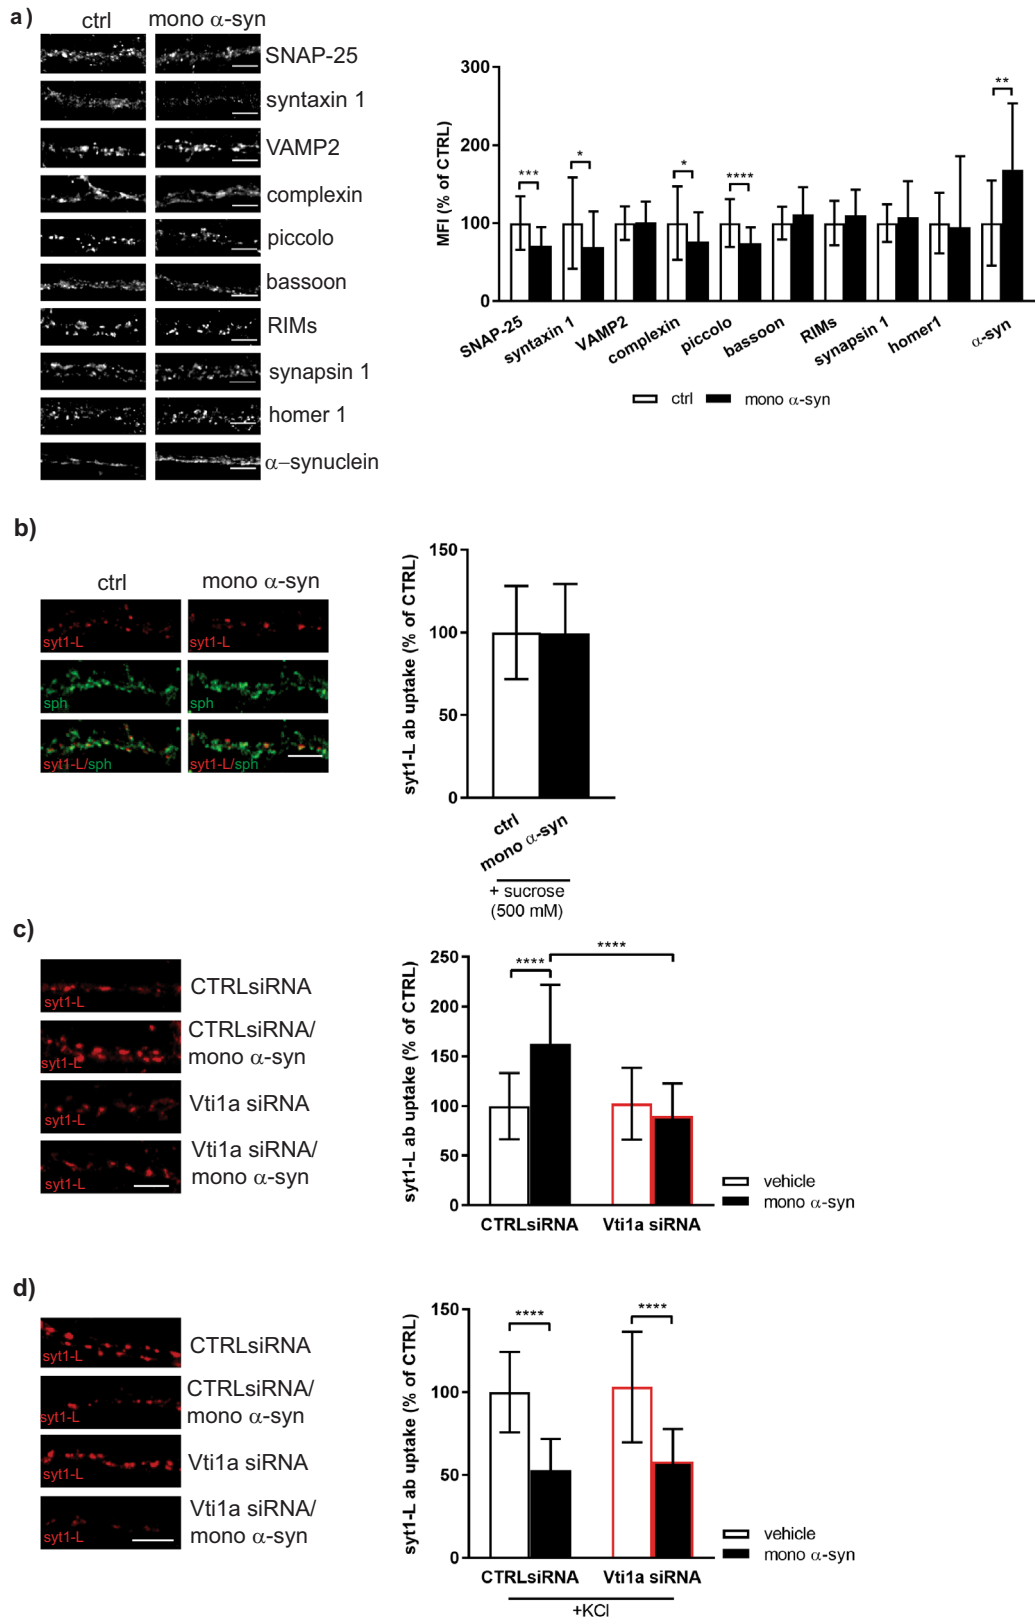 a)
ctrl mono α-syn
SNAP-25
syntaxin 1
VAMP2
complexin
piccolo
bassoon
RIMs
synapsin 1
homer 1
α–synuclein
MFI (% of CTRL)
300
200
100
0
*** * * **** **
SNAP-25 syntaxin 1 VAMP2 complexin piccolo bassoon RIMs synapsin 1 homer1 α-syn
ctrl mono α-syn
b)
ctrl mono α-syn
syt1-L syt1-L
sph sph
syt1-L/sph syt1-L/sph
syt1-L ab uptake (% of CTRL)
150
100
50
0
ctrl
mono α-syn
+ sucrose
(500 mM)
c)
syt1-L CTRLsiRNA
CTRLsiRNA/
syt1-L mono α-syn
syt1-L Vti1a siRNA
Vti1a siRNA/
syt1-L mono α-syn
syt1-L ab uptake (% of CTRL)
250
200
150
100
50
0
**** ****
CTRLsiRNA Vti1a siRNA
vehicle
mono α-syn
d)
syt1-L CTRLsiRNA
CTRLsiRNA/
syt1-L mono α-syn
syt1-L Vti1a siRNA
Vti1a siRNA/
syt1-L mono α-syn
syt1-L ab uptake (% of CTRL)
150
100
50
0
**** ****
CTRLsiRNA Vti1a siRNA
+KCl
vehicle
mono α-syn